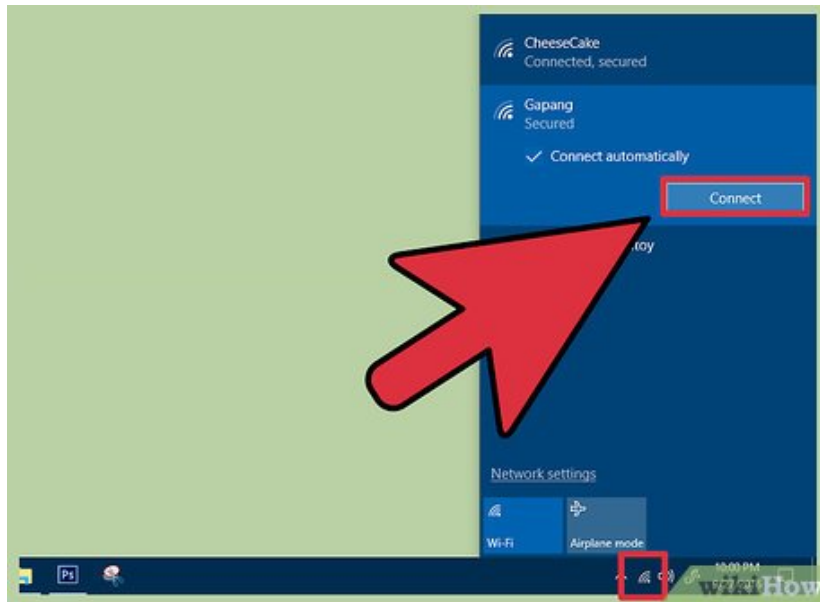 CheeseCake
Connected, secured
Gapang
Secured
Connect automatically
Connect
Network settings
Wi-Fi
Airplane mode
Ps
10:00 PM
wikiHow